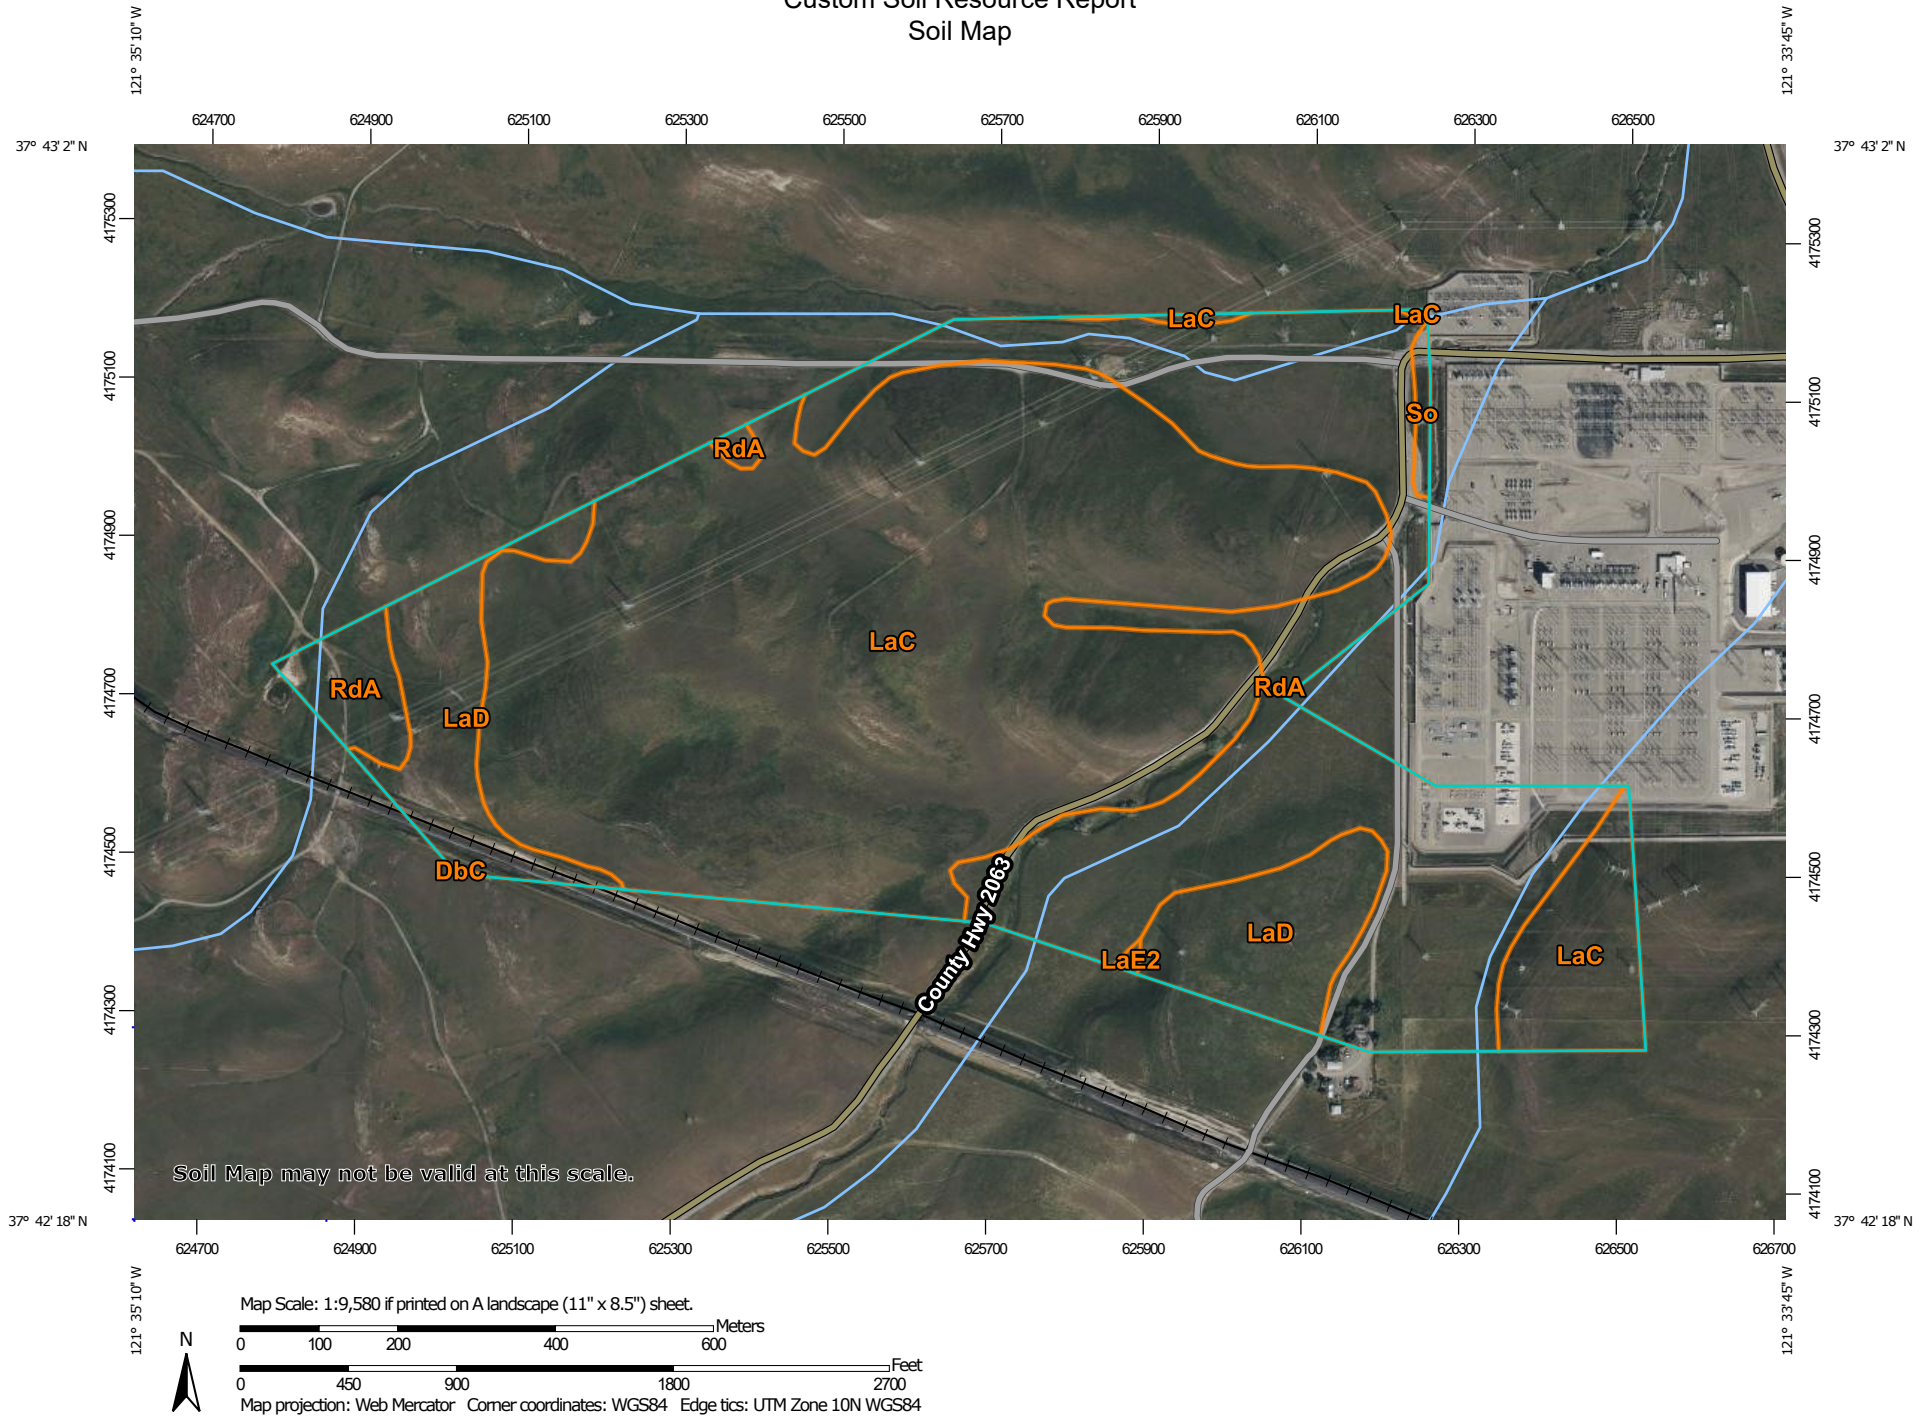 Custom Soil Resource Report
Soil Map
121° 35' 10" W
121° 33' 45" W
624700 624900 625100 625300 625500 625700 625900 626100 626300 626500
37° 43' 2" N
37° 43' 2" N
4175300
4175300
LaC
LaC
4175100
4175100
So
RdA
4174900
4174900
LaC
RdA
RdA
4174700
LaD
4174700
4174500
DbC
4174500
County Hwy 2063
LaD
LaE2
LaC
4174300
4174300
4174100
Soil Map may not be valid at this scale.
4174100
37° 42' 18" N
37° 42' 18" N
624700 624900 625100 625300 625500 625700 625900 626100 626300 626500 626700
121° 35' 10" W
121° 33' 45" W
Map Scale: 1:9,580 if printed on A landscape (11" x 8.5") sheet.
Meters
N
0 100 200 400 600
Feet
0 450 900 1800 2700
Map projection: Web Mercator Corner coordinates: WGS84 Edge tics: UTM Zone 10N WGS84